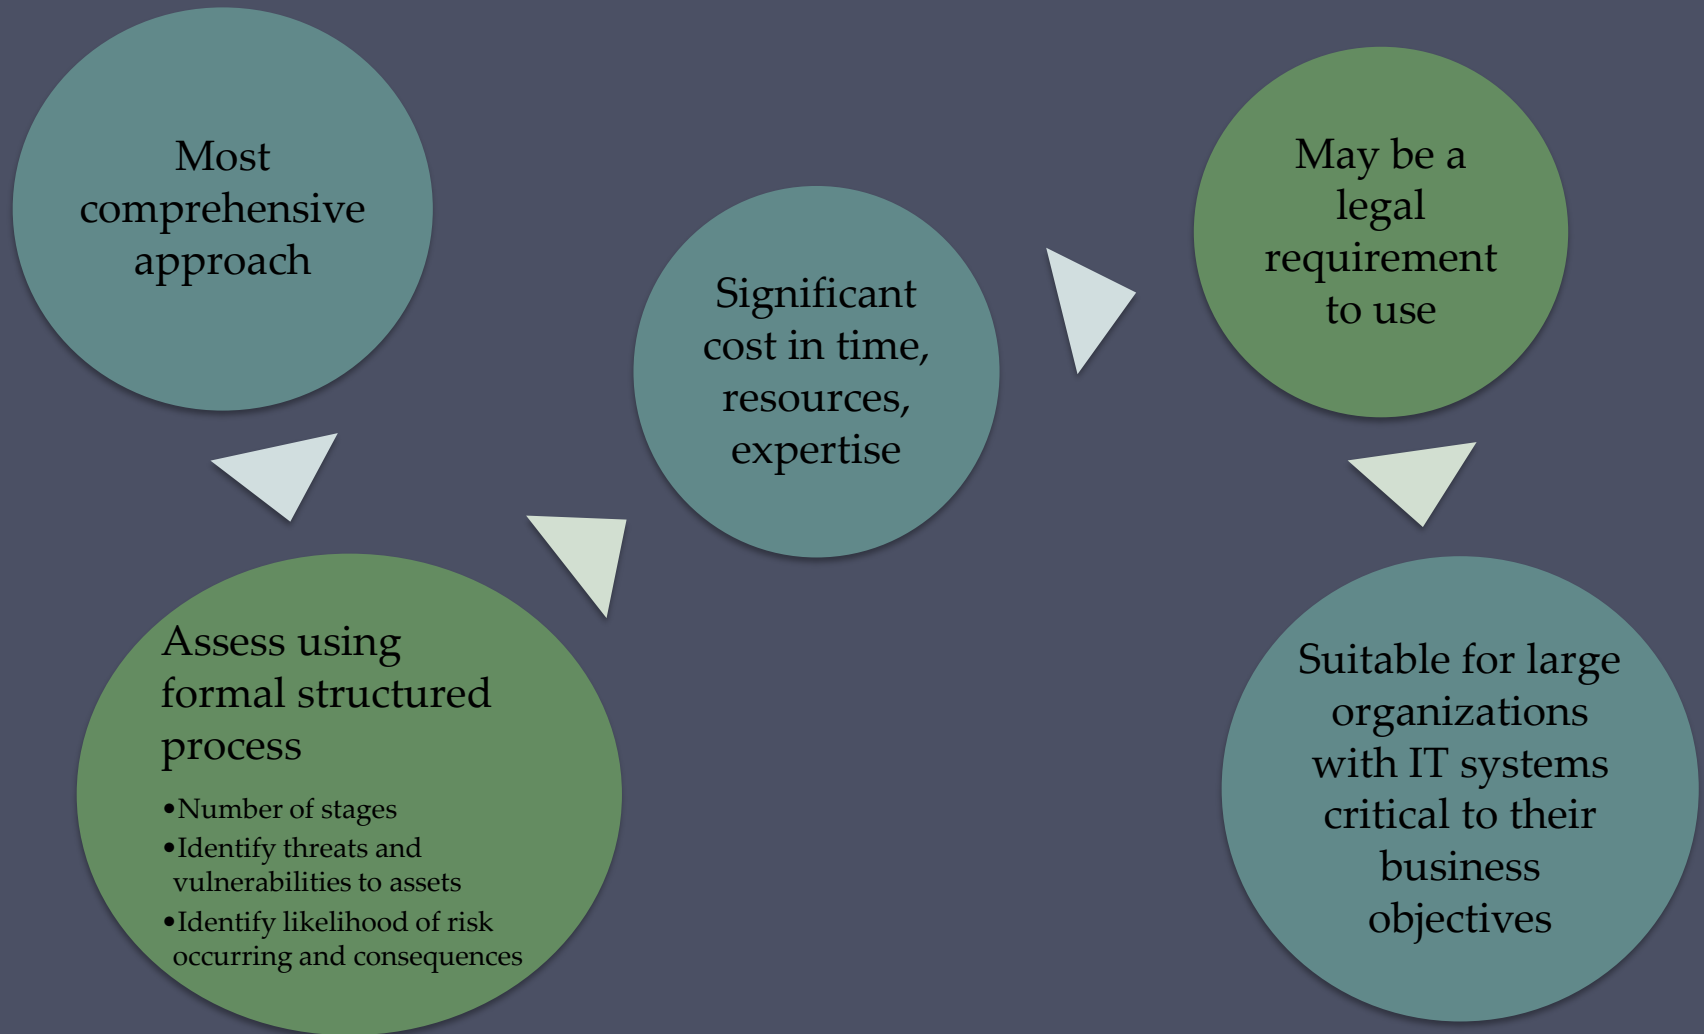 Most
comprehensive
approach
Assess using
formal structured
process
•Number of stages
•Identify threats and
vulnerabilities to assets
•Identify likelihood of risk
occurring and consequences
Significant
cost in time,
resources,
expertise
May be a
legal
requirement
to use
Suitable for large
organizations
with IT systems
critical to their
business
objectives